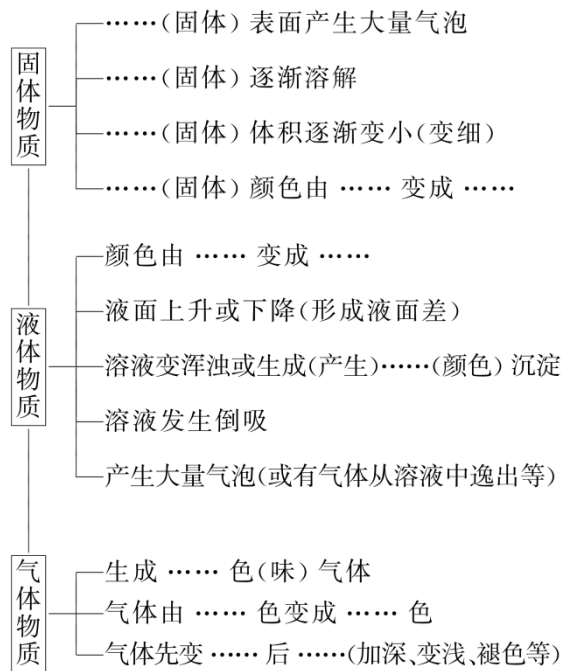 固体物质
……(固体) 表面产生大量气泡
……(固体) 逐渐溶解
……(固体) 体积逐渐变小(变细)
……(固体) 颜色由 …… 变成 ……
液体物质
颜色由 …… 变成 ……
液面上升或下降(形成液面差)
溶液变浑浊或生成(产生)……(颜色) 沉淀
溶液发生倒吸
产生大量气泡(或有气体从溶液中逸出等)
气体物质
生成 …… 色(味) 气体
气体由 …… 色变成 …… 色
气体先变 …… 后 ……(加深、变浅、褪色等)